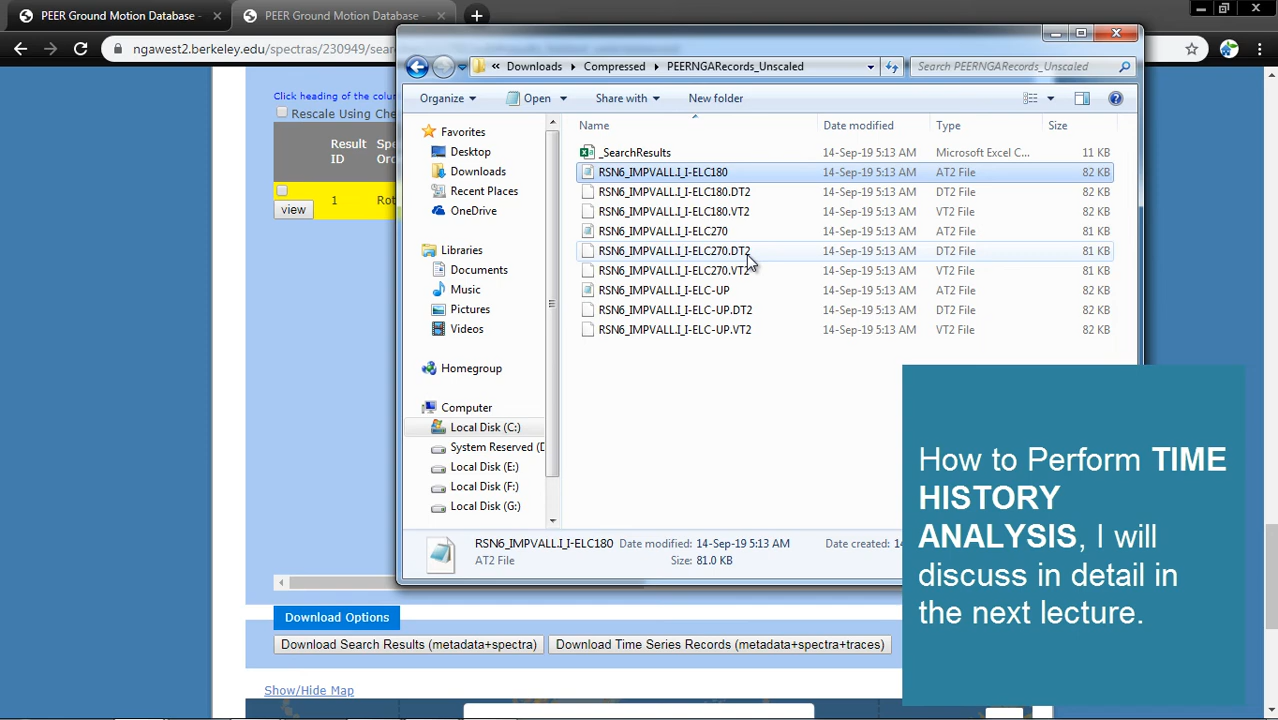 PEER Ground Motion Database -
PEER Ground Motion Database -
ngawest2.berkeley.edu/spectras/230949/sear
Click heading of the colu
Rescale Using Che
Result
ID
Spe
Ord
1
Rot
view
« Downloads Compressed PEERNGARecords_Unscaled
Search PEERNGARecords_Unscaled
Organize Open Share with New folder
Favorites
Desktop
Downloads
Recent Places
OneDrive
Libraries
Documents
Music
Pictures
Videos
Homegroup
Computer
Local Disk (C:)
System Reserved (D
Local Disk (E:)
Local Disk (F:)
Local Disk (G:)
Name Date modified Type Size
_SearchResults 14-Sep-19 5:13 AM Microsoft Excel C... 11 KB
RSN6_IMPVALL.I_I-ELC180 14-Sep-19 5:13 AM AT2 File 82 KB
RSN6_IMPVALL.I_I-ELC180.DT2 14-Sep-19 5:13 AM DT2 File 82 KB
RSN6_IMPVALL.I_I-ELC180.VT2 14-Sep-19 5:13 AM VT2 File 82 KB
RSN6_IMPVALL.I_I-ELC270 14-Sep-19 5:13 AM AT2 File 81 KB
RSN6_IMPVALL.I_I-ELC270.DT2 14-Sep-19 5:13 AM DT2 File 81 KB
RSN6_IMPVALL.I_I-ELC270.VT2 14-Sep-19 5:13 AM VT2 File 81 KB
RSN6_IMPVALL.I_I-ELC-UP 14-Sep-19 5:13 AM AT2 File 82 KB
RSN6_IMPVALL.I_I-ELC-UP.DT2 14-Sep-19 5:13 AM DT2 File 82 KB
RSN6_IMPVALL.I_I-ELC-UP.VT2 14-Sep-19 5:13 AM VT2 File 82 KB
RSN6_IMPVALL.I_I-ELC180 Date modified: 14-Sep-19 5:13 AM Date created: 14
AT2 File Size: 81.0 KB
How to Perform TIME
HISTORY
ANALYSIS, I will
discuss in detail in
the next lecture.
Download Options
Download Search Results (metadata+spectra)
Download Time Series Records (metadata+spectra+traces)
Show/Hide Map